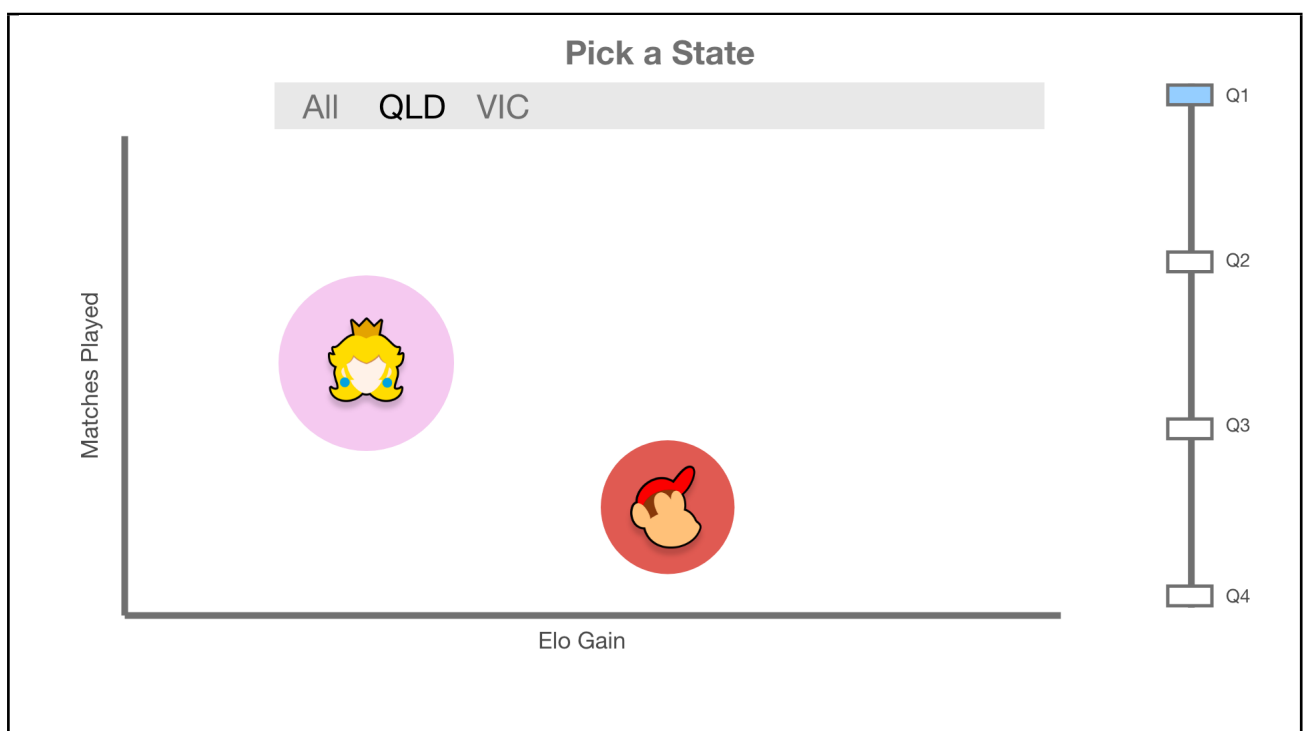 Pick a State
All QLD VIC
Q1
Q2
Q3
Q4
Matches Played
Elo Gain